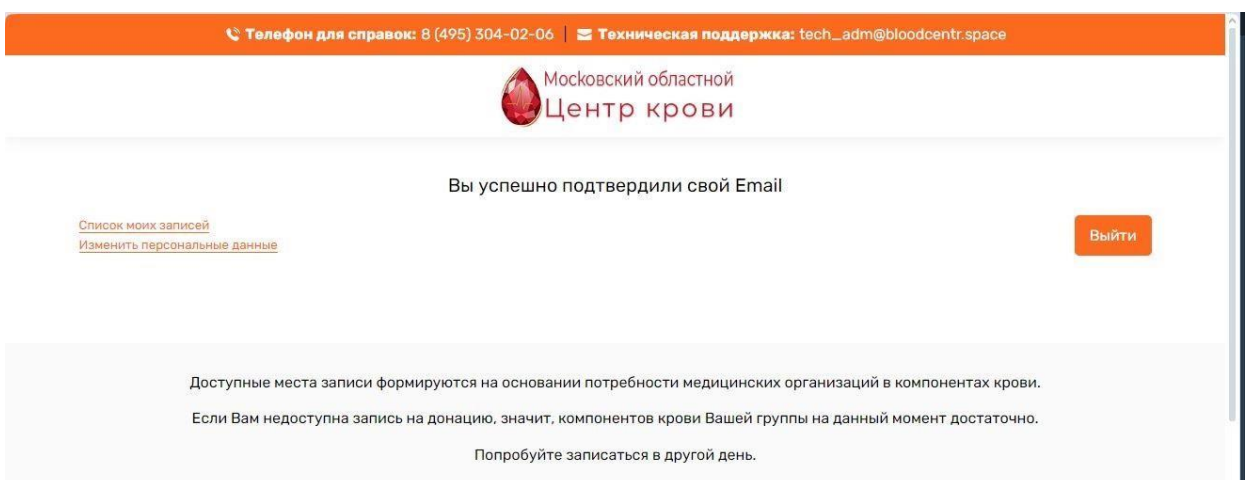 Телефон для справок: 8 (495) 304-02-06 | Техническая поддержка: tech_adm@bloodcentr.space
Московский областной
Центр крови
Вы успешно подтвердили свой Email
Список моих записей
Изменить персональные данные
Выйти
Доступные места записи формируются на основании потребности медицинских организаций в компонентах крови.
Если Вам недоступна запись на донацию, значит, компонентов крови Вашей группы на данный момент достаточно.
Попробуйте записаться в другой день.